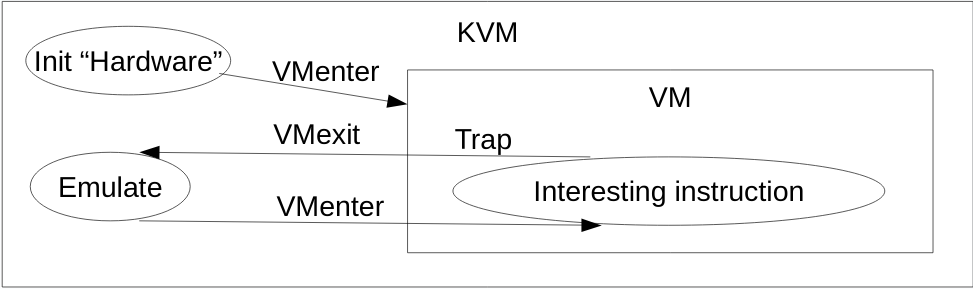 KVM
Init “Hardware”
VMenter
VM
VMexit
Trap
Emulate
Interesting instruction
VMenter